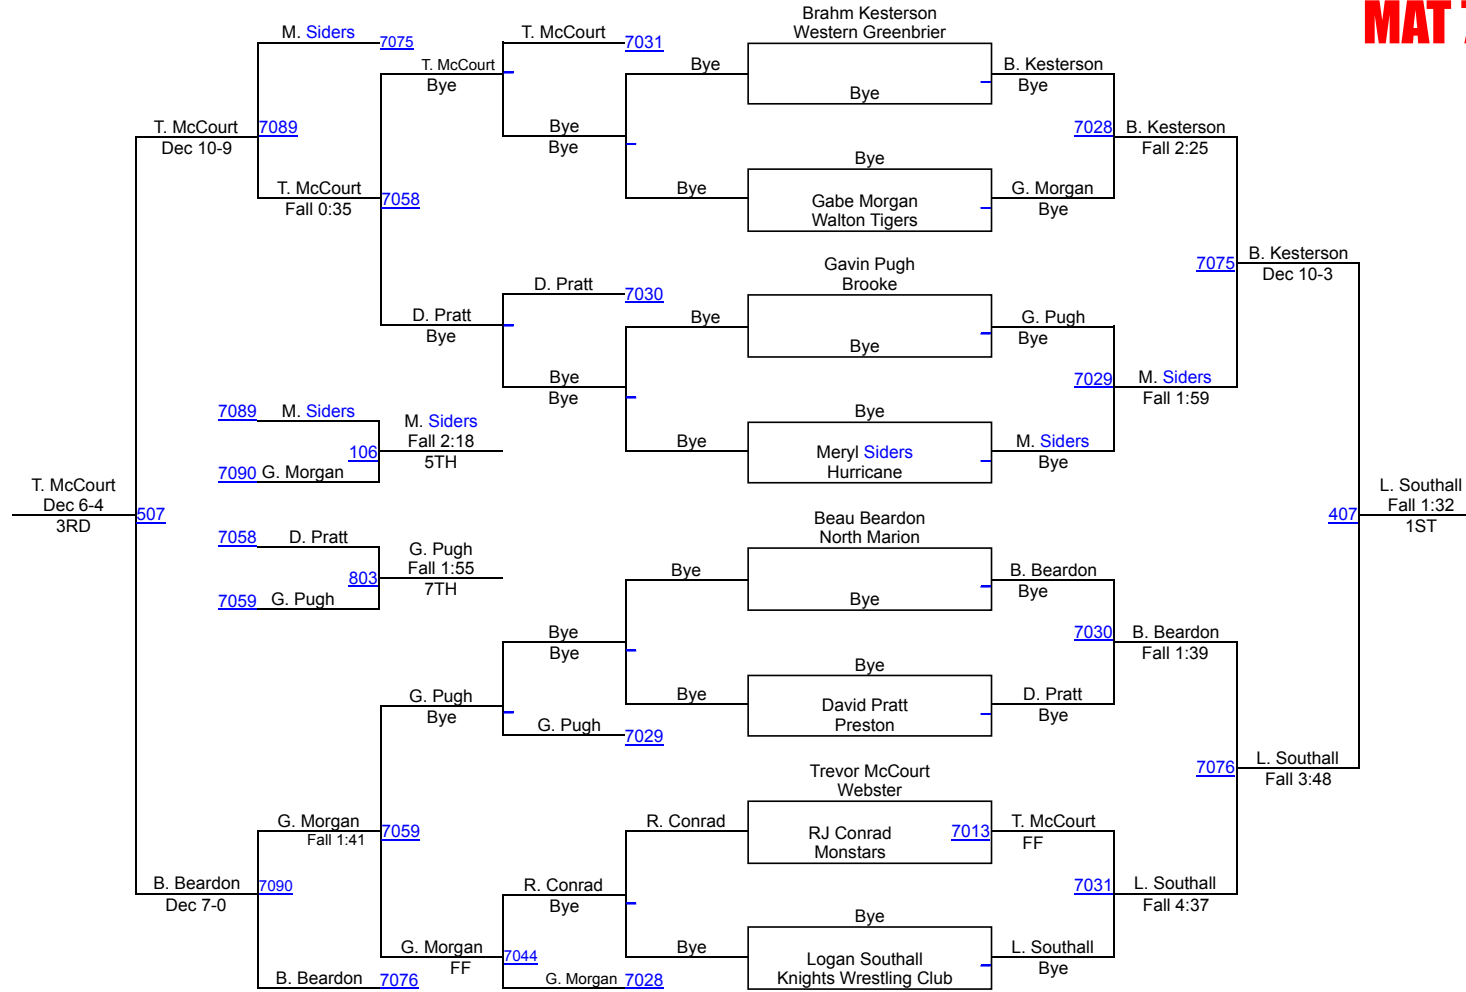 MAT 7
Brahm Kesterson
Western Greenbrier
M. Siders
7075
T. McCourt
7031
T. McCourt
Bye
Bye
Bye
B. Kesterson
Bye
T. McCourt
7089
Dec 10-9
Bye
Bye
7028
B. Kesterson
Fall 2:25
Bye
T. McCourt
Fall 0:35
7058
Bye
Gabe Morgan
Walton Tigers
G. Morgan
Bye
Gavin Pugh
Brooke
7075
B. Kesterson
Dec 10-3
D. Pratt
7030
D. Pratt
Bye
Bye
Bye
G. Pugh
Bye
Bye
Bye
7029
M. Siders
Fall 1:59
7089
M. Siders
M. Siders
Fall 2:18
5TH
106
7090
G. Morgan
Bye
Bye
Meryl Siders
Hurricane
M. Siders
Bye
T. McCourt
Dec 6-4
3RD
507
407
L. Southall
Fall 1:32
1ST
Beau Beardon
North Marion
7058
D. Pratt
G. Pugh
Fall 1:55
7TH
803
7059
G. Pugh
Bye
Bye
B. Beardon
Bye
Bye
Bye
7030
B. Beardon
Fall 1:39
Bye
G. Pugh
Bye
Bye
David Pratt
Preston
D. Pratt
Bye
G. Pugh
7029
Trevor McCourt
Webster
7076
L. Southall
Fall 3:48
G. Morgan
Fall 1:41
7059
R. Conrad
RJ Conrad
Monstars
7013
T. McCourt
FF
B. Beardon
7090
Dec 7-0
R. Conrad
Bye
7031
L. Southall
Fall 4:37
Bye
G. Morgan
FF
7044
Bye
Logan Southall
Knights Wrestling Club
L. Southall
Bye
B. Beardon
7076
G. Morgan
7028